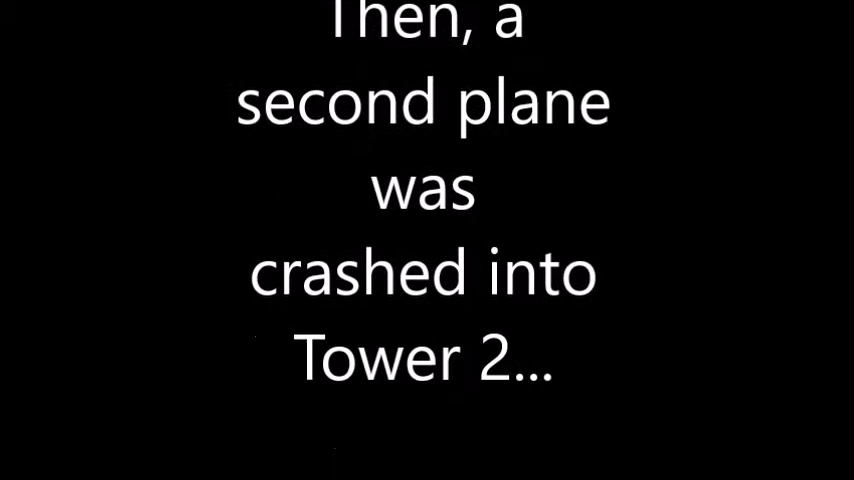 Then, a
second plane
was
crashed into
Tower 2...